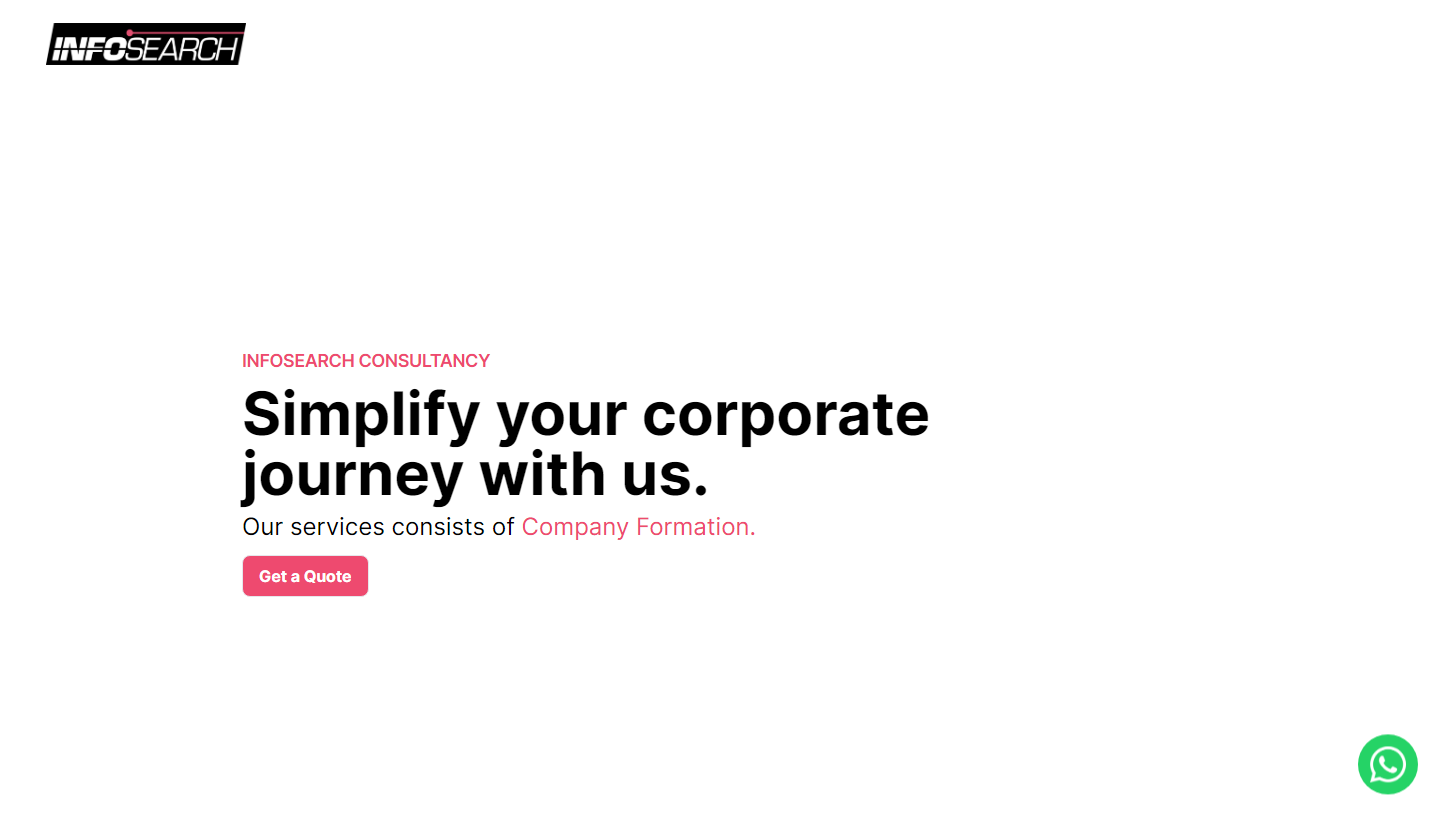 INFOSEARCH
INFOSEARCH CONSULTANCY
Simplify your corporate
journey with us.
Our services consists of Company Formation.
Get a Quote